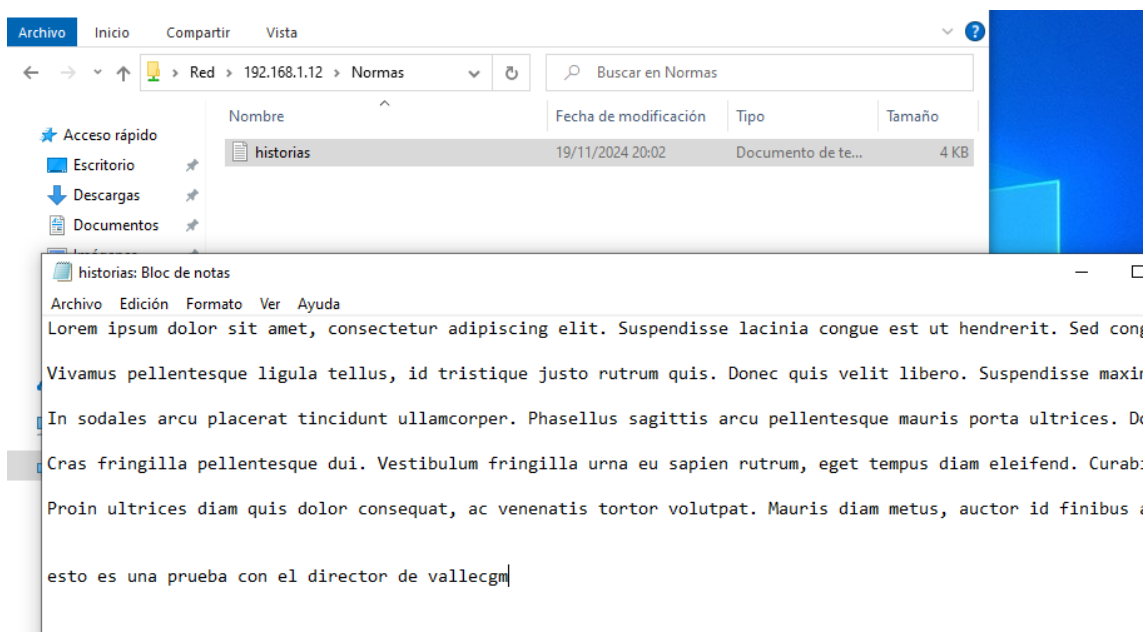 Archivo Inicio Compartir Vista
Red > 192.168.1.12 > Normas
Buscar en Normas
Nombre Fecha de modificación Tipo Tamaño
Acceso rápido
historias 19/11/2024 20:02 Documento de te... 4 KB
Escritorio
Descargas
Documentos
historias: Bloc de notas
Archivo Edición Formato Ver Ayuda
Lorem ipsum dolor sit amet, consectetur adipiscing elit. Suspendisse lacinia congue est ut hendrerit. Sed
Vivamus pellentesque ligula tellus, id tristique justo rutrum quis. Donec quis velit libero. Suspendisse
In sodales arcu placerat tincidunt ullamcorper. Phasellus sagittis arcu pellentesque mauris porta ultrices.
Cras fringilla pellentesque dui. Vestibulum fringilla urna eu sapien rutrum, eget tempus diam eleifend.
Proin ultrices diam quis dolor consequat, ac venenatis tortor volutpat. Mauris diam metus, auctor id finibus
esto es una prueba con el director de vallecgm